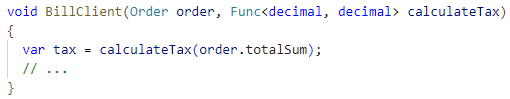 void BillClient(Order order, Func<decimal, decimal> calculateTax)
{
  var tax = calculateTax(order.totalSum);
  // ...
}